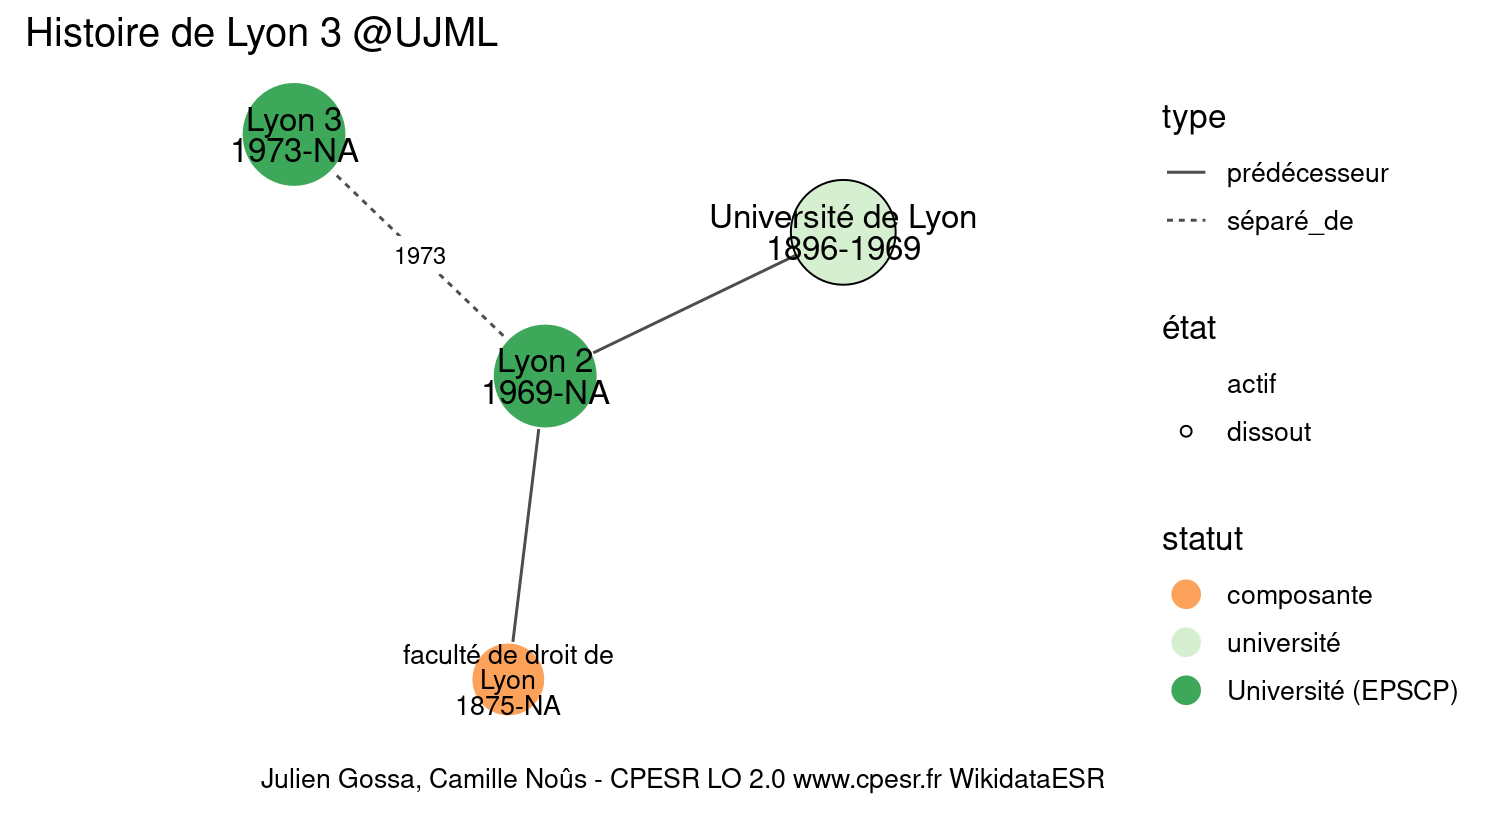 Histoire de Lyon 3 @UJML
Lyon 3
1973-NA
1973
Université de Lyon
1896-1969
Lyon 2
1969-NA
faculté de droit de
Lyon
1875-NA
type
prédécesseur
séparé_de
état
actif
dissout
statut
composante
université
Université (EPSCP)
Julien Gossa, Camille Noûs - CPESR LO 2.0 www.cpesr.fr WikidataESR